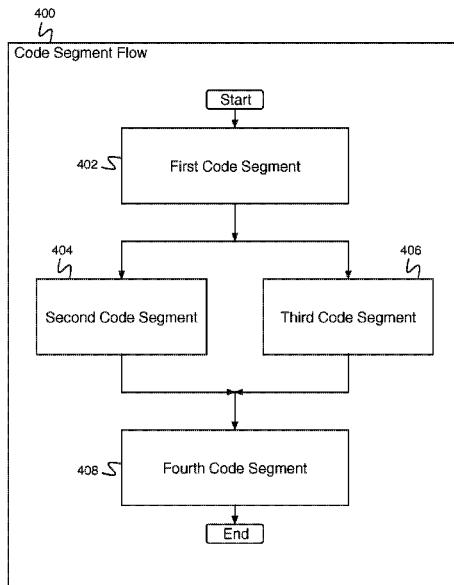 400
Code Segment Flow
Start
402
First Code Segment
404
406
Second Code Segment
Third Code Segment
408
Fourth Code Segment
End